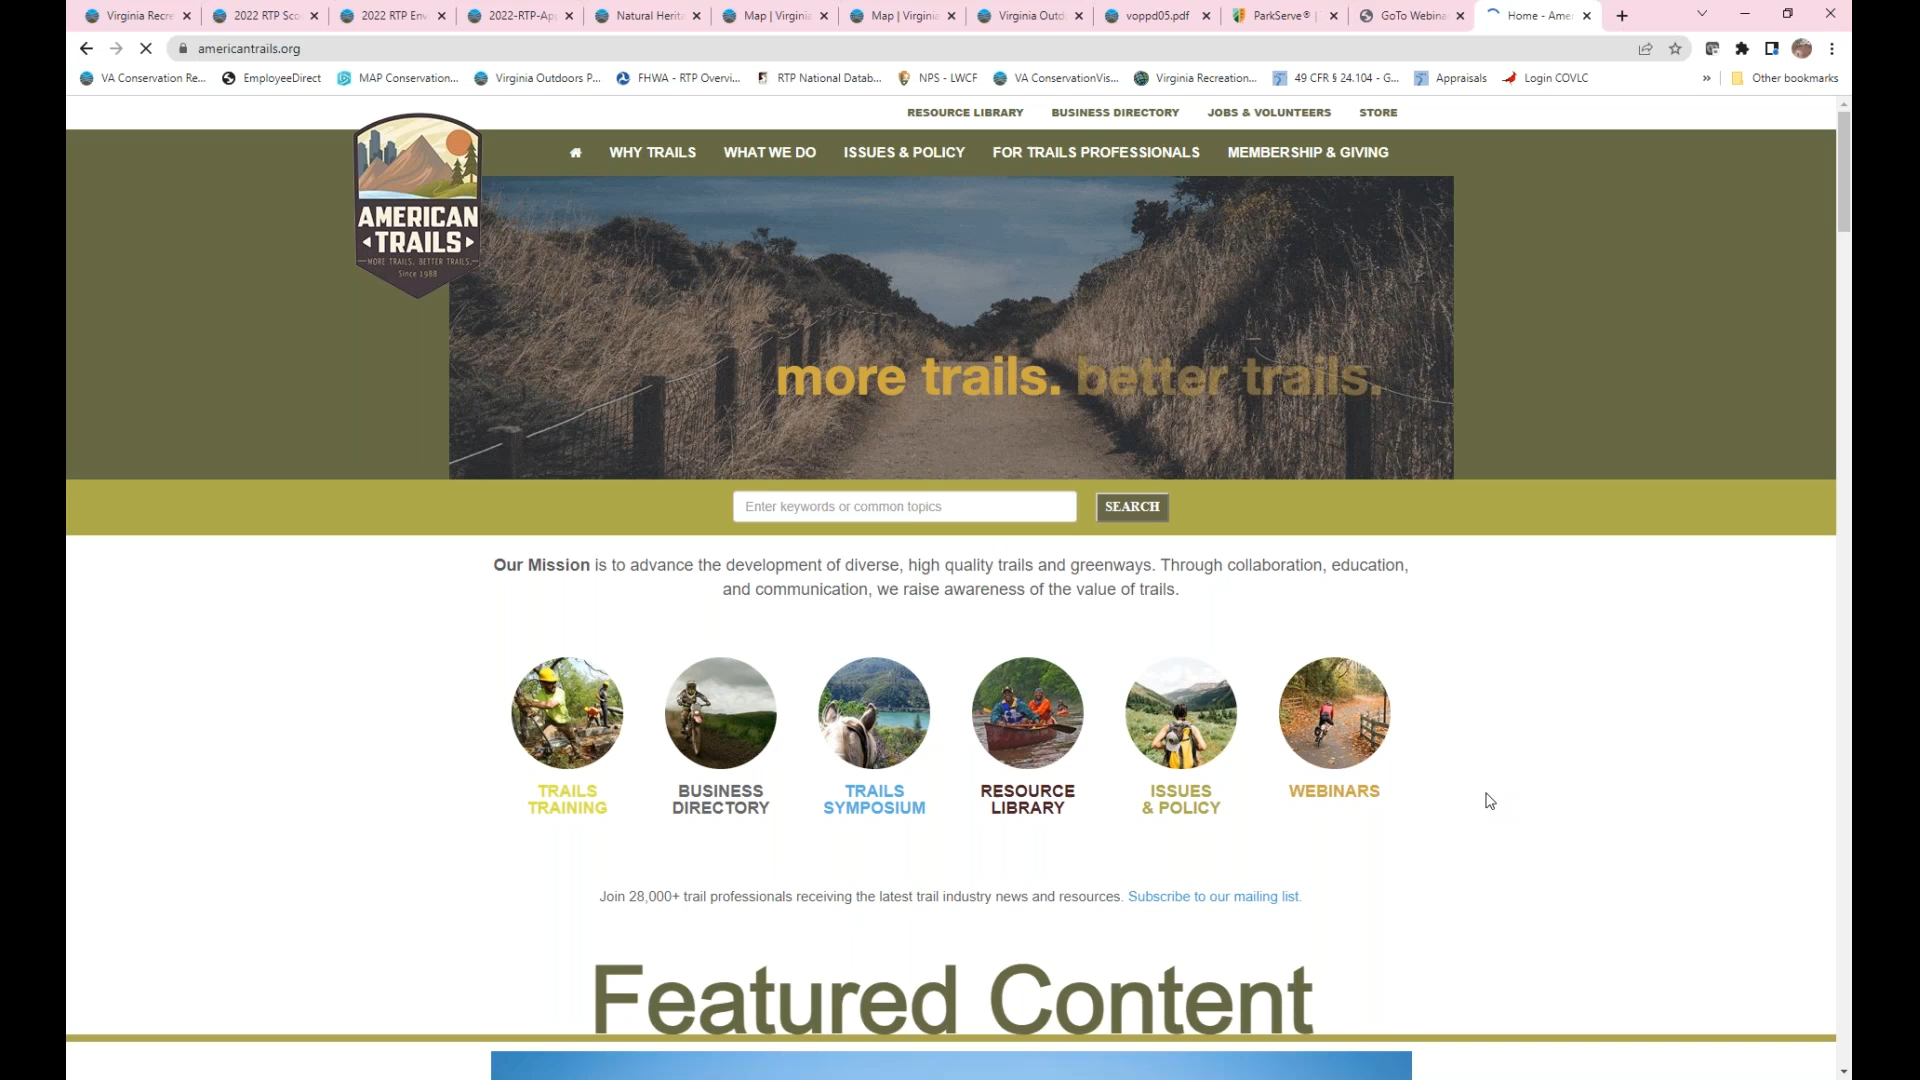 Virginia Recre
2022 RTP Sco
2022 RTP Env
2022-RTP-App
Natural Herita
Map | Virginia
Map | Virginia
Virginia Outd
voppd05.pdf
ParkServe® |
GoTo Webina
Home - Amer
americantrails.org
VA Conservation Re...
EmployeeDirect
MAP Conservation...
Virginia Outdoors P...
FHWA - RTP Overvi...
RTP National Datab...
NPS - LWCF
VA ConservationVis...
Virginia Recreation...
49 CFR § 24.104 - G...
Appraisals
Login COVLC
»
Other bookmarks
RESOURCE LIBRARY
BUSINESS DIRECTORY
JOBS & VOLUNTEERS
STORE
WHY TRAILS
WHAT WE DO
ISSUES & POLICY
FOR TRAILS PROFESSIONALS
MEMBERSHIP & GIVING
AMERICAN
TRAILS
MORE TRAILS. BETTER TRAILS.
Since 1988
more trails. better trails.
Enter keywords or common topics
SEARCH
Our Mission is to advance the development of diverse, high quality trails and greenways. Through collaboration, education,
and communication, we raise awareness of the value of trails.
TRAILS
TRAINING
BUSINESS
DIRECTORY
TRAILS
SYMPOSIUM
RESOURCE
LIBRARY
ISSUES
& POLICY
WEBINARS
Join 28,000+ trail professionals receiving the latest trail industry news and resources. Subscribe to our mailing list.
Featured Content